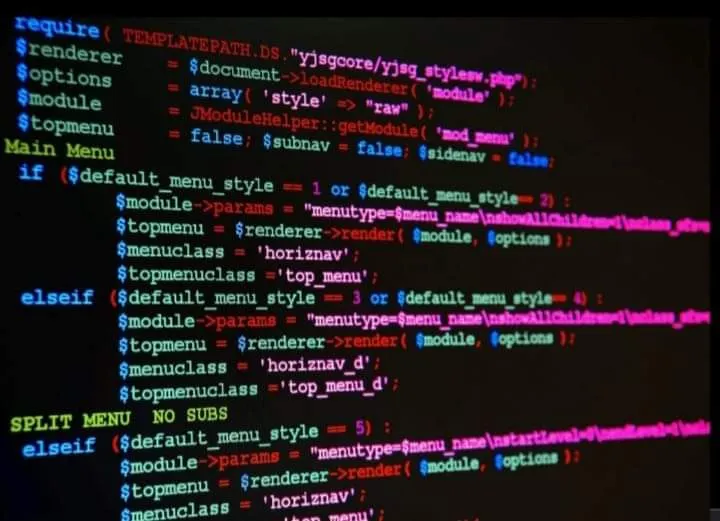 require( TEMPLATEPATH.DS."yjsgcore/yjsg_stylesw.php");
$renderer = $document->loadRenderer( 'module' );
$options = array( 'style' => "raw" );
$module = JModuleHelper::getModule( 'mod_menu' );
$topmenu = false; $subnav = false; $sidenav = false;
Main Menu
if ($default_menu_style == 1 or $default_menu_style== 2) :
$module->params = "menutype=$menu_name\nshowAllChildren=1\nclass_sfx=
$topmenu = $renderer->render( $module, $options );
$menuclass = 'horiznav';
$topmenuclass ='top_menu';
elseif ($default_menu_style == 3 or $default_menu_style== 4) :
$module->params = "menutype=$menu_name\nshowAllChildren=1\nclass_sfx=
$topmenu = $renderer->render( $module, $options );
$menuclass = 'horiznav_d';
$topmenuclass ='top_menu_d';
SPLIT MENU NO SUBS
elseif ($default_menu_style == 5) :
$module->params = "menutype=$menu_name\nstartLevel=0\nendLevel=1\ncl
$topmenu = $renderer->render( $module, $options );
$menuclass = 'horiznav';
'top_menu';